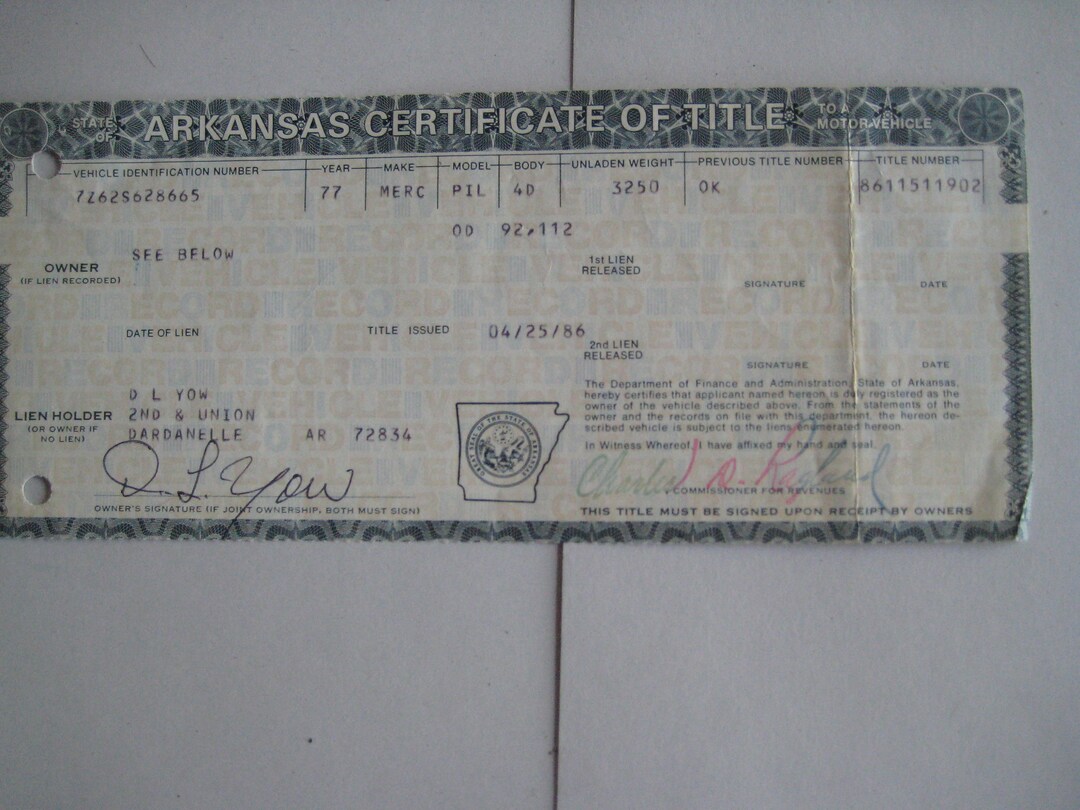 STATE OF ARKANSAS CERTIFICATE OF TITLE TO A MOTOR VEHICLE
VEHICLE IDENTIFICATION NUMBER YEAR MAKE MODEL BODY UNLADEN WEIGHT PREVIOUS TITLE NUMBER TITLE NUMBER
7Z62S628665 77 MERC PIL 4D 3250 OK 8611511902
OD 92,112
SEE BELOW
OWNER
(IF LIEN RECORDED)
1st LIEN
RELEASED
SIGNATURE DATE
DATE OF LIEN TITLE ISSUED 04/25/86
2nd LIEN
RELEASED
SIGNATURE DATE
D L YOW
LIEN HOLDER 2ND & UNION
(OR OWNER IF
NO LIEN)
DARDANELLE AR 72834
D. L. Yow
OWNER'S SIGNATURE (IF JOINT OWNERSHIP, BOTH MUST SIGN)
The Department of Finance and Administration, State of Arkansas,
hereby certifies that applicant named hereon is duly registered as the
owner of the vehicle described above. From the statements of the
owner and the records on file with this department, the hereon de-
scribed vehicle is subject to the liens enumerated hereon.
In Witness Whereof, I have affixed my hand and seal.
COMMISSIONER FOR REVENUES
THIS TITLE MUST BE SIGNED UPON RECEIPT BY OWNERS